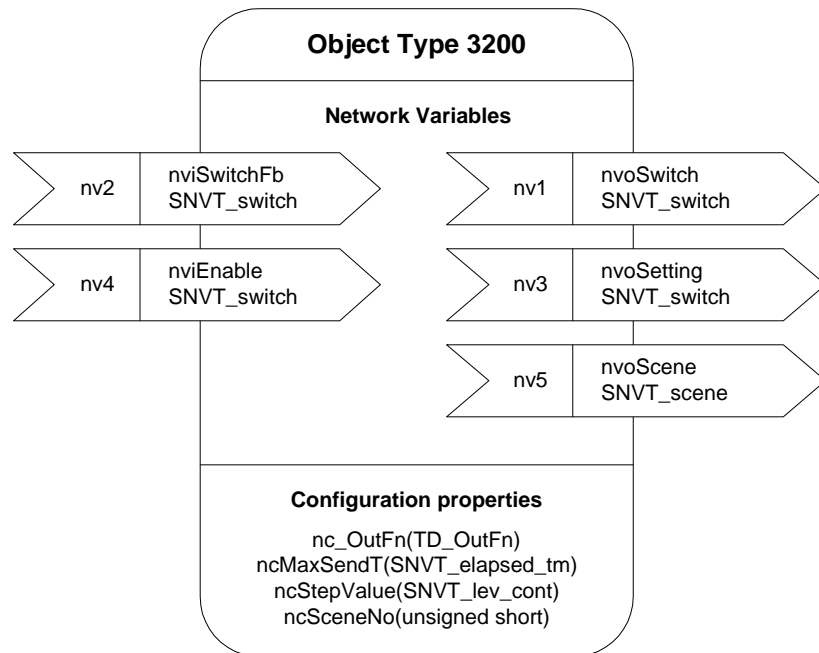 Object Type 3200
Network Variables
nv2
nviSwitchFb
SNVT_switch
nv1
nvoSwitch
SNVT_switch
nv4
nviEnable
SNVT_switch
nv3
nvoSetting
SNVT_switch
nv5
nvoScene
SNVT_scene
Configuration properties
nc_OutFn(TD_OutFn)
ncMaxSendT(SNVT_elapsed_tm)
ncStepValue(SNVT_lev_cont)
ncSceneNo(unsigned short)